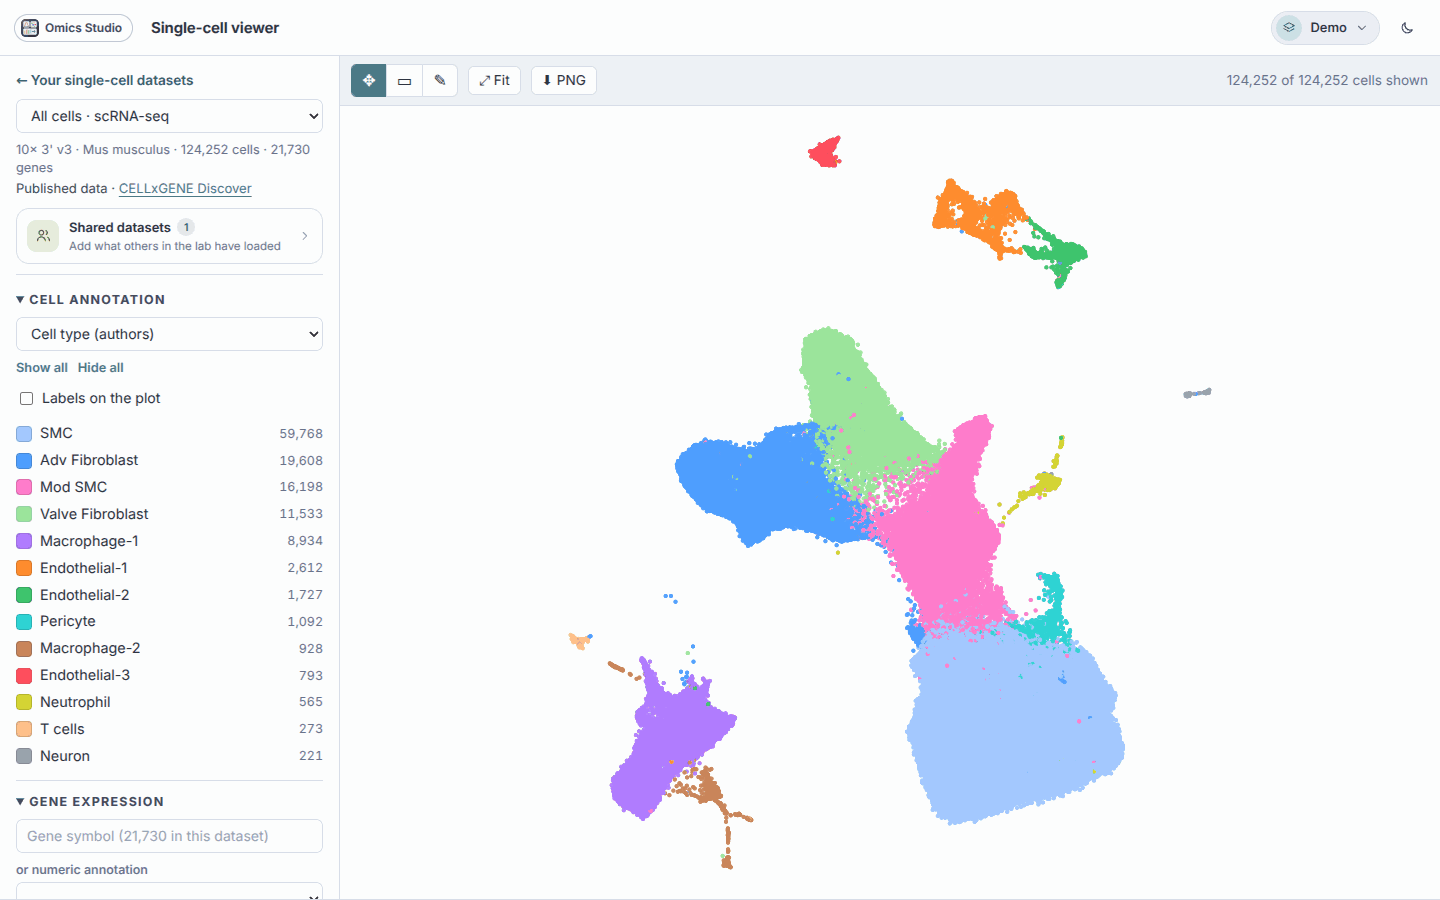 Omics Studio
Single-cell viewer
Demo
← Your single-cell datasets
All cells · scRNA-seq
10× 3' v3 · Mus musculus · 124,252 cells · 21,730
genes
Published data · CELLxGENE Discover
Shared datasets 1
Add what others in the lab have loaded
▼ CELL ANNOTATION
Cell type (authors)
Show all Hide all
Labels on the plot
SMC 59,768
Adv Fibroblast 19,608
Mod SMC 16,198
Valve Fibroblast 11,533
Macrophage-1 8,934
Endothelial-1 2,612
Endothelial-2 1,727
Pericyte 1,092
Macrophage-2 928
Endothelial-3 793
Neutrophil 565
T cells 273
Neuron 221
▼ GENE EXPRESSION
Gene symbol (21,730 in this dataset)
or numeric annotation
Fit
PNG
124,252 of 124,252 cells shown